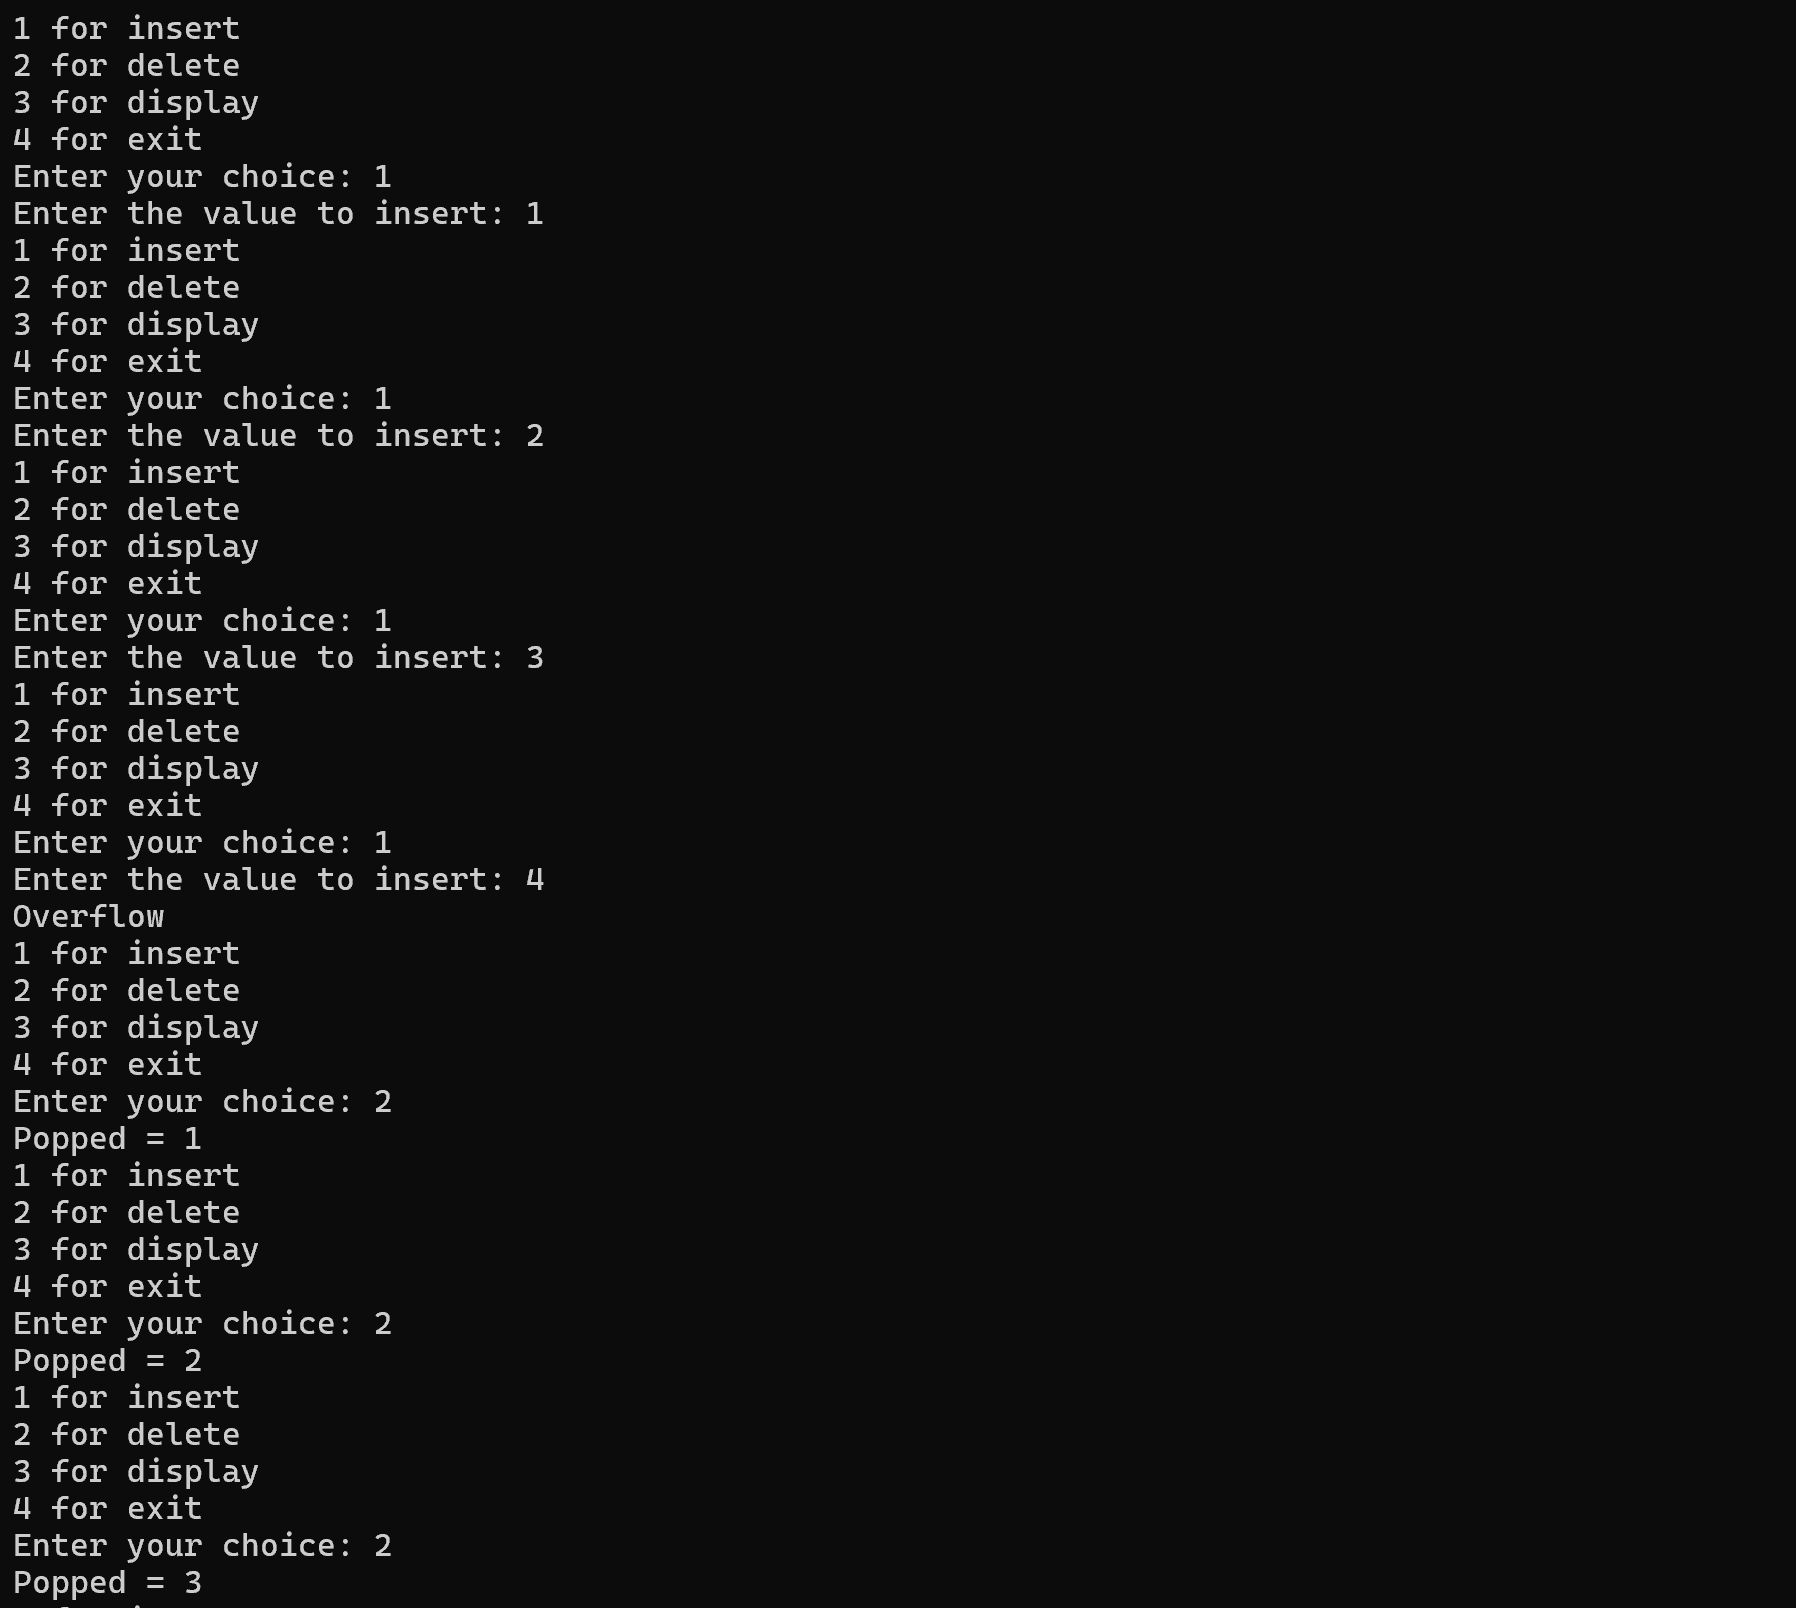 1 for insert
2 for delete
3 for display
4 for exit
Enter your choice: 1
Enter the value to insert: 1
1 for insert
2 for delete
3 for display
4 for exit
Enter your choice: 1
Enter the value to insert: 2
1 for insert
2 for delete
3 for display
4 for exit
Enter your choice: 1
Enter the value to insert: 3
1 for insert
2 for delete
3 for display
4 for exit
Enter your choice: 1
Enter the value to insert: 4
Overflow
1 for insert
2 for delete
3 for display
4 for exit
Enter your choice: 2
Popped = 1
1 for insert
2 for delete
3 for display
4 for exit
Enter your choice: 2
Popped = 2
1 for insert
2 for delete
3 for display
4 for exit
Enter your choice: 2
Popped = 3